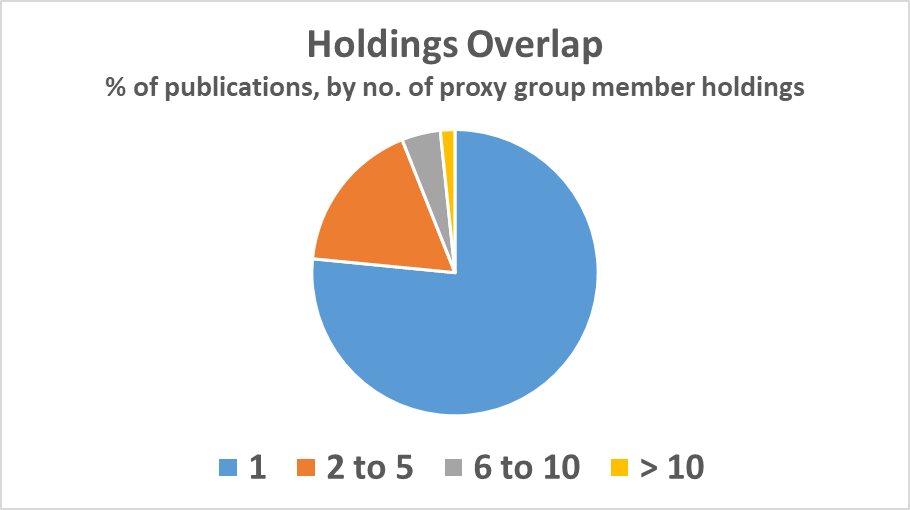 Holdings Overlap
% of publications, by no. of proxy group member holdings
1 2 to 5 6 to 10 > 10